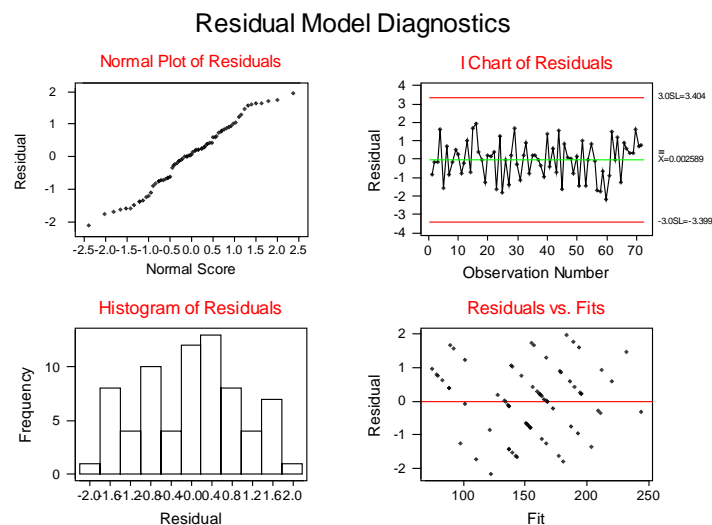 Residual Model Diagnostics
Normal Plot of Residuals
2
1
0
-1
-2
Residual
-2.5 -2.0 -1.5 -1.0 -0.5 0.0 0.5 1.0 1.5 2.0 2.5
Normal Score
I Chart of Residuals
4
3
2
1
0
-1
-2
-3
-4
Residual
3.0SL=3.404
X=0.002589
-3.0SL=-3.399
0 10 20 30 40 50 60 70
Observation Number
Histogram of Residuals
10
5
0
Frequency
-2.0 -1.6 -1.2 -0.8 -0.4 0.0 0.4 0.8 1.2 1.6 2.0
Residual
Residuals vs. Fits
2
1
0
-1
-2
Residual
100 150 200 250
Fit